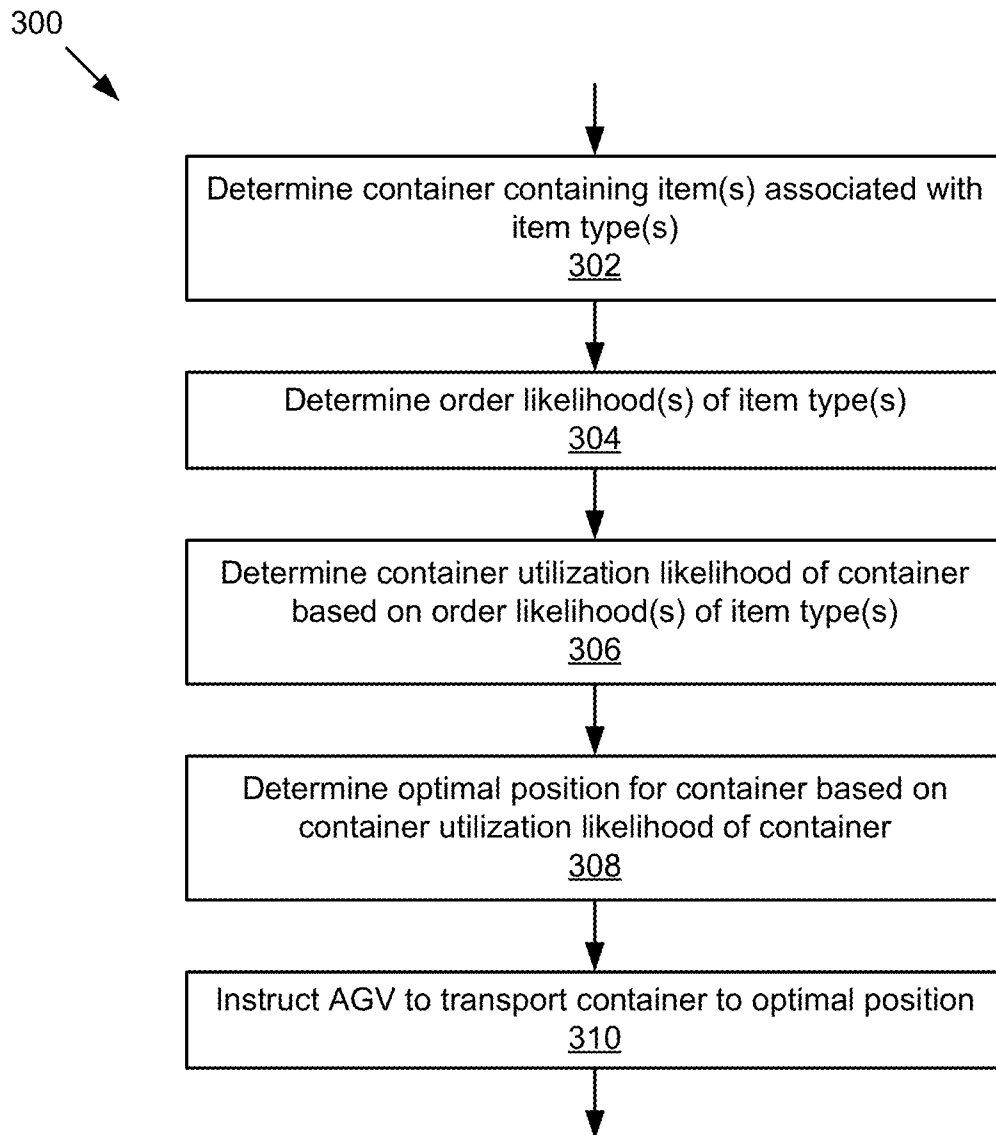 300
Determine container containing item(s) associated with
item type(s)
302
Determine order likelihood(s) of item type(s)
304
Determine container utilization likelihood of container
based on order likelihood(s) of item type(s)
306
Determine optimal position for container based on
container utilization likelihood of container
308
Instruct AGV to transport container to optimal position
310